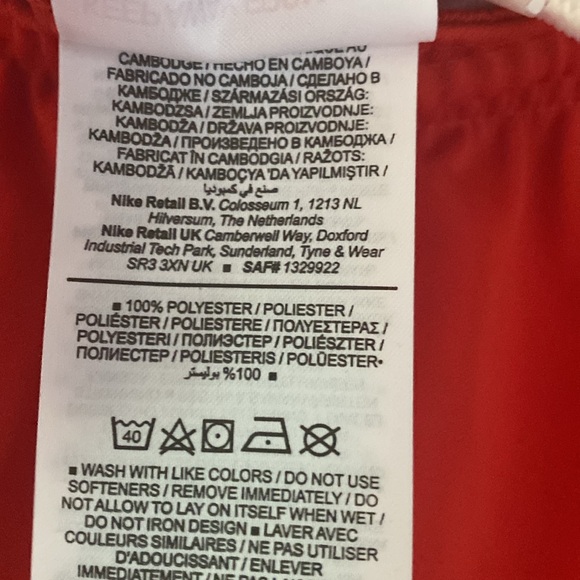 CAMBODGE / HECHO EN CAMBOYA /
FABRICADO NO CAMBOJA / СДЕЛАНО В
КАМБОДЖЕ / SZÁRMAZÁSI ORSZÁG:
KAMBODZSA / ZEMLJA PROIZVODNJE:
KAMBODŽA / DRŽAVA PROIZVODNJE:
KAMBODŽA / ПРОИЗВЕДЕНО В КАМБОДЖА /
FABRICAT ÎN CAMBODGIA / RAŽOTS:
KAMBODŽĀ / KAMBOÇYA'DA YAPILMIŞTIR /
صنع في كمبوديا
Nike Retail B.V. Colosseum 1, 1213 NL
Hilversum, The Netherlands
Nike Retail UK Camberwell Way, Doxford
Industrial Tech Park, Sunderland, Tyne & Wear
SR3 3XN UK ■ SAF# 1329922
■ 100% POLYESTER / POLIESTER /
POLIÉSTER / POLIESTERE / ΠΟΛΥΕΣΤΕΡΑΣ /
POLYESTERI / ПОЛИЭСТЕР / POLIÉSZTER /
ПОЛИЕСТЕР / POLIESTERIS / POLÜESTER•
100% بوليستر ■
40
■ WASH WITH LIKE COLORS / DO NOT USE
SOFTENERS / REMOVE IMMEDIATELY / DO
NOT ALLOW TO LAY ON ITSELF WHEN WET /
DO NOT IRON DESIGN ■ LAVER AVEC
COULEURS SIMILAIRES / NE PAS UTILISER
D'ADOUCISSANT / ENLEVER
IMMÉDIATEMENT / NE PAS LAISSER